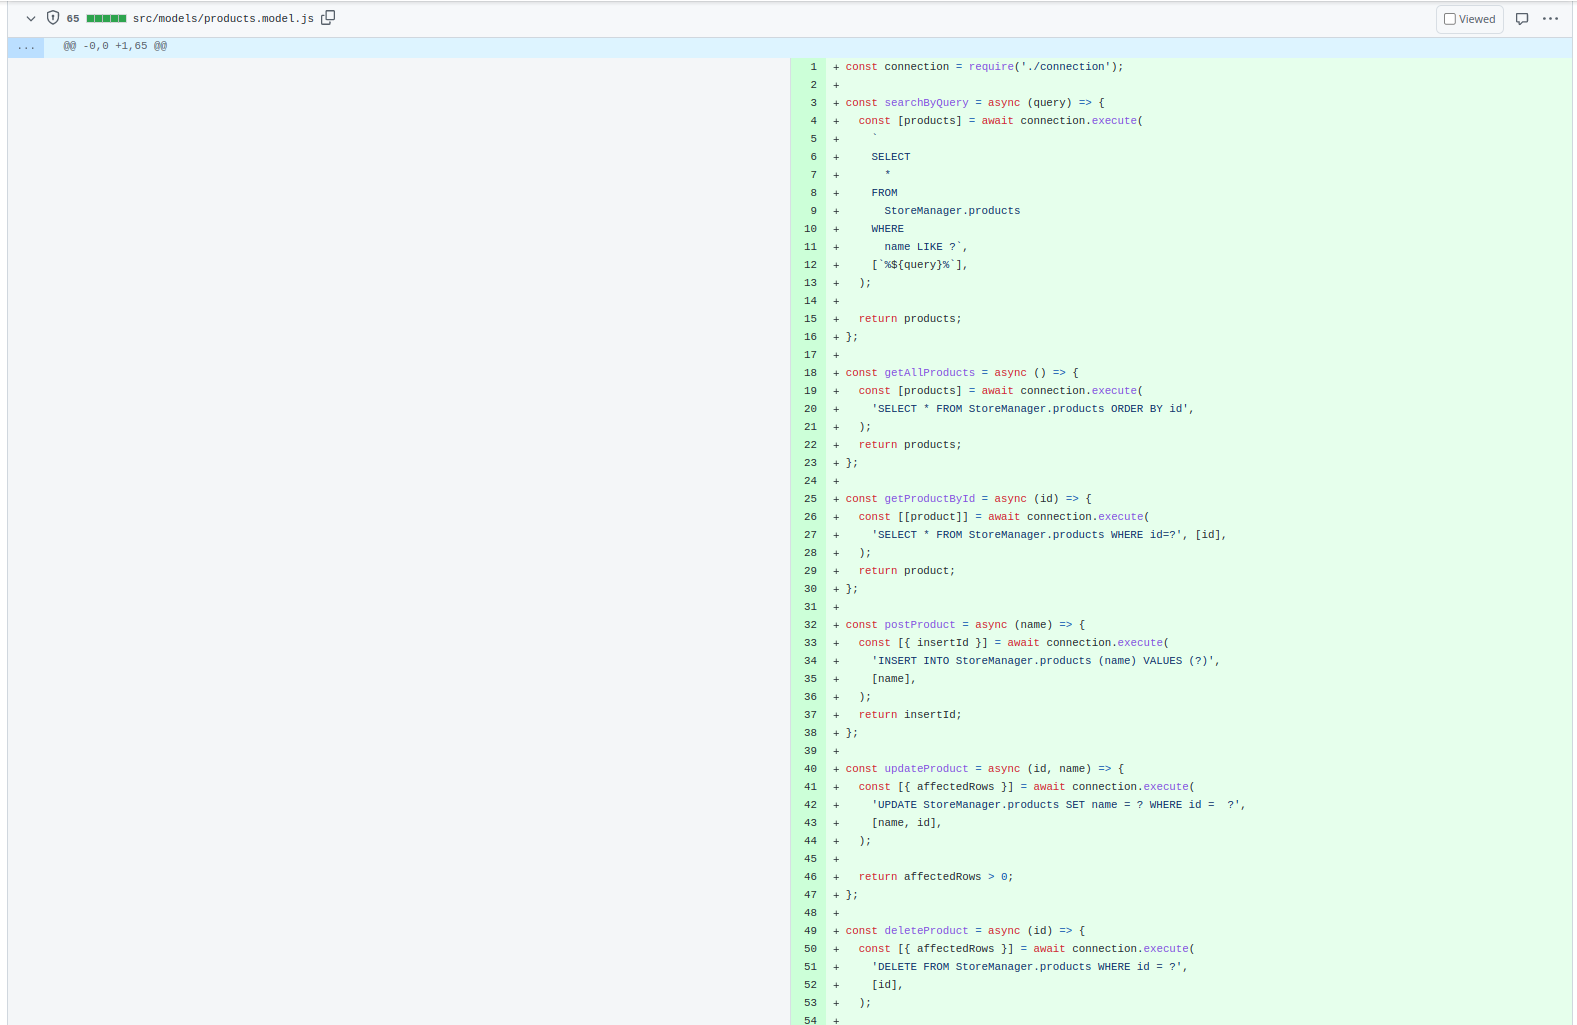 65 src/models/products.model.js Viewed
... @@ -0,0 +1,65 @@
1 + const connection = require('./connection');
2 +
3 + const searchByQuery = async (query) => {
4 +   const [products] = await connection.execute(
5 +     `
6 +     SELECT
7 +       *
8 +     FROM
9 +       StoreManager.products
10 +     WHERE
11 +       name LIKE ?`,
12 +     [`%${query}%`],
13 +   );
14 +
15 +   return products;
16 + };
17 +
18 + const getAllProducts = async () => {
19 +   const [products] = await connection.execute(
20 +     'SELECT * FROM StoreManager.products ORDER BY id',
21 +   );
22 +   return products;
23 + };
24 +
25 + const getProductById = async (id) => {
26 +   const [[product]] = await connection.execute(
27 +     'SELECT * FROM StoreManager.products WHERE id=?', [id],
28 +   );
29 +   return product;
30 + };
31 +
32 + const postProduct = async (name) => {
33 +   const [{ insertId }] = await connection.execute(
34 +     'INSERT INTO StoreManager.products (name) VALUES (?)',
35 +     [name],
36 +   );
37 +   return insertId;
38 + };
39 +
40 + const updateProduct = async (id, name) => {
41 +   const [{ affectedRows }] = await connection.execute(
42 +     'UPDATE StoreManager.products SET name = ? WHERE id =  ?',
43 +     [name, id],
44 +   );
45 +
46 +   return affectedRows > 0;
47 + };
48 +
49 + const deleteProduct = async (id) => {
50 +   const [{ affectedRows }] = await connection.execute(
51 +     'DELETE FROM StoreManager.products WHERE id = ?',
52 +     [id],
53 +   );
54 +